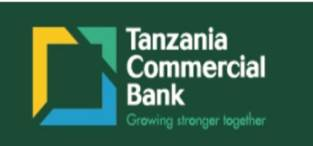 Tanzania
Commercial
Bank
Growing stronger together